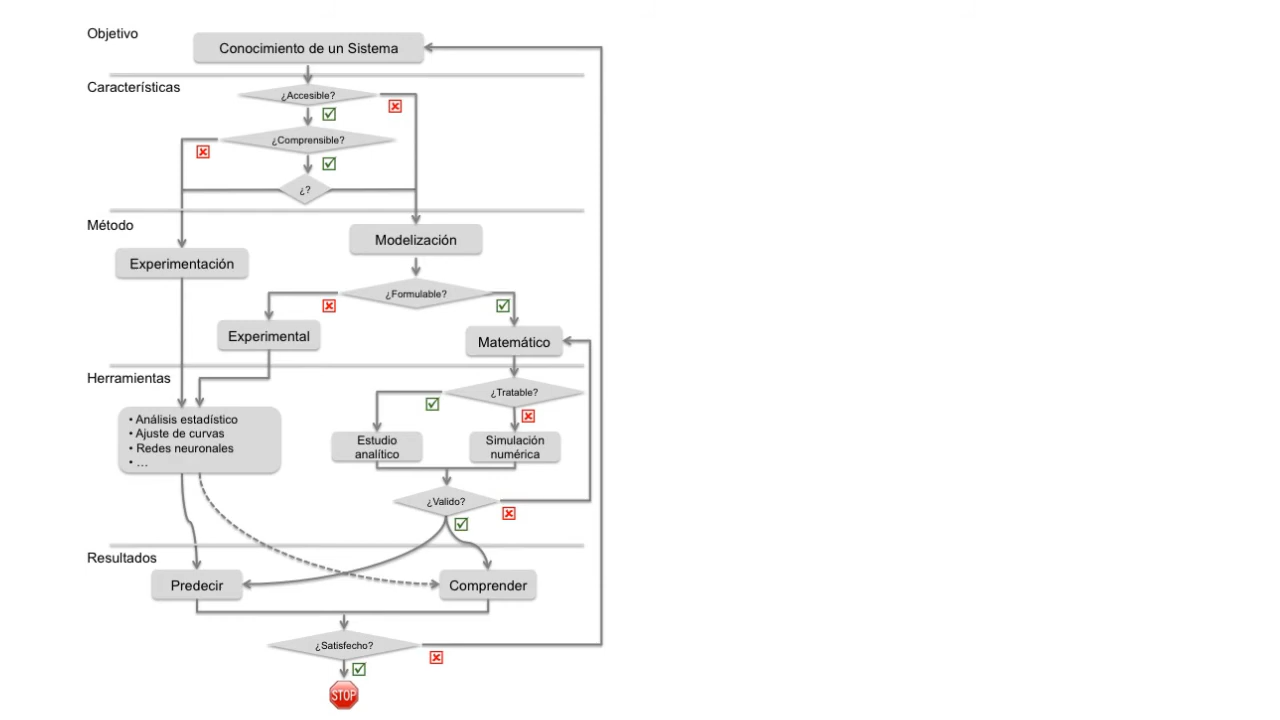 Objetivo
Conocimiento de un Sistema
Características
¿Accesible?
¿Comprensible?
¿?
Método
Modelización
Experimentación
¿Formulable?
Experimental
Matemático
Herramientas
¿Tratable?
• Análisis estadístico
• Ajuste de curvas
• Redes neuronales
• ...
Estudio
analítico
Simulación
numérica
¿Valido?
Resultados
Predecir
Comprender
¿Satisfecho?
STOP